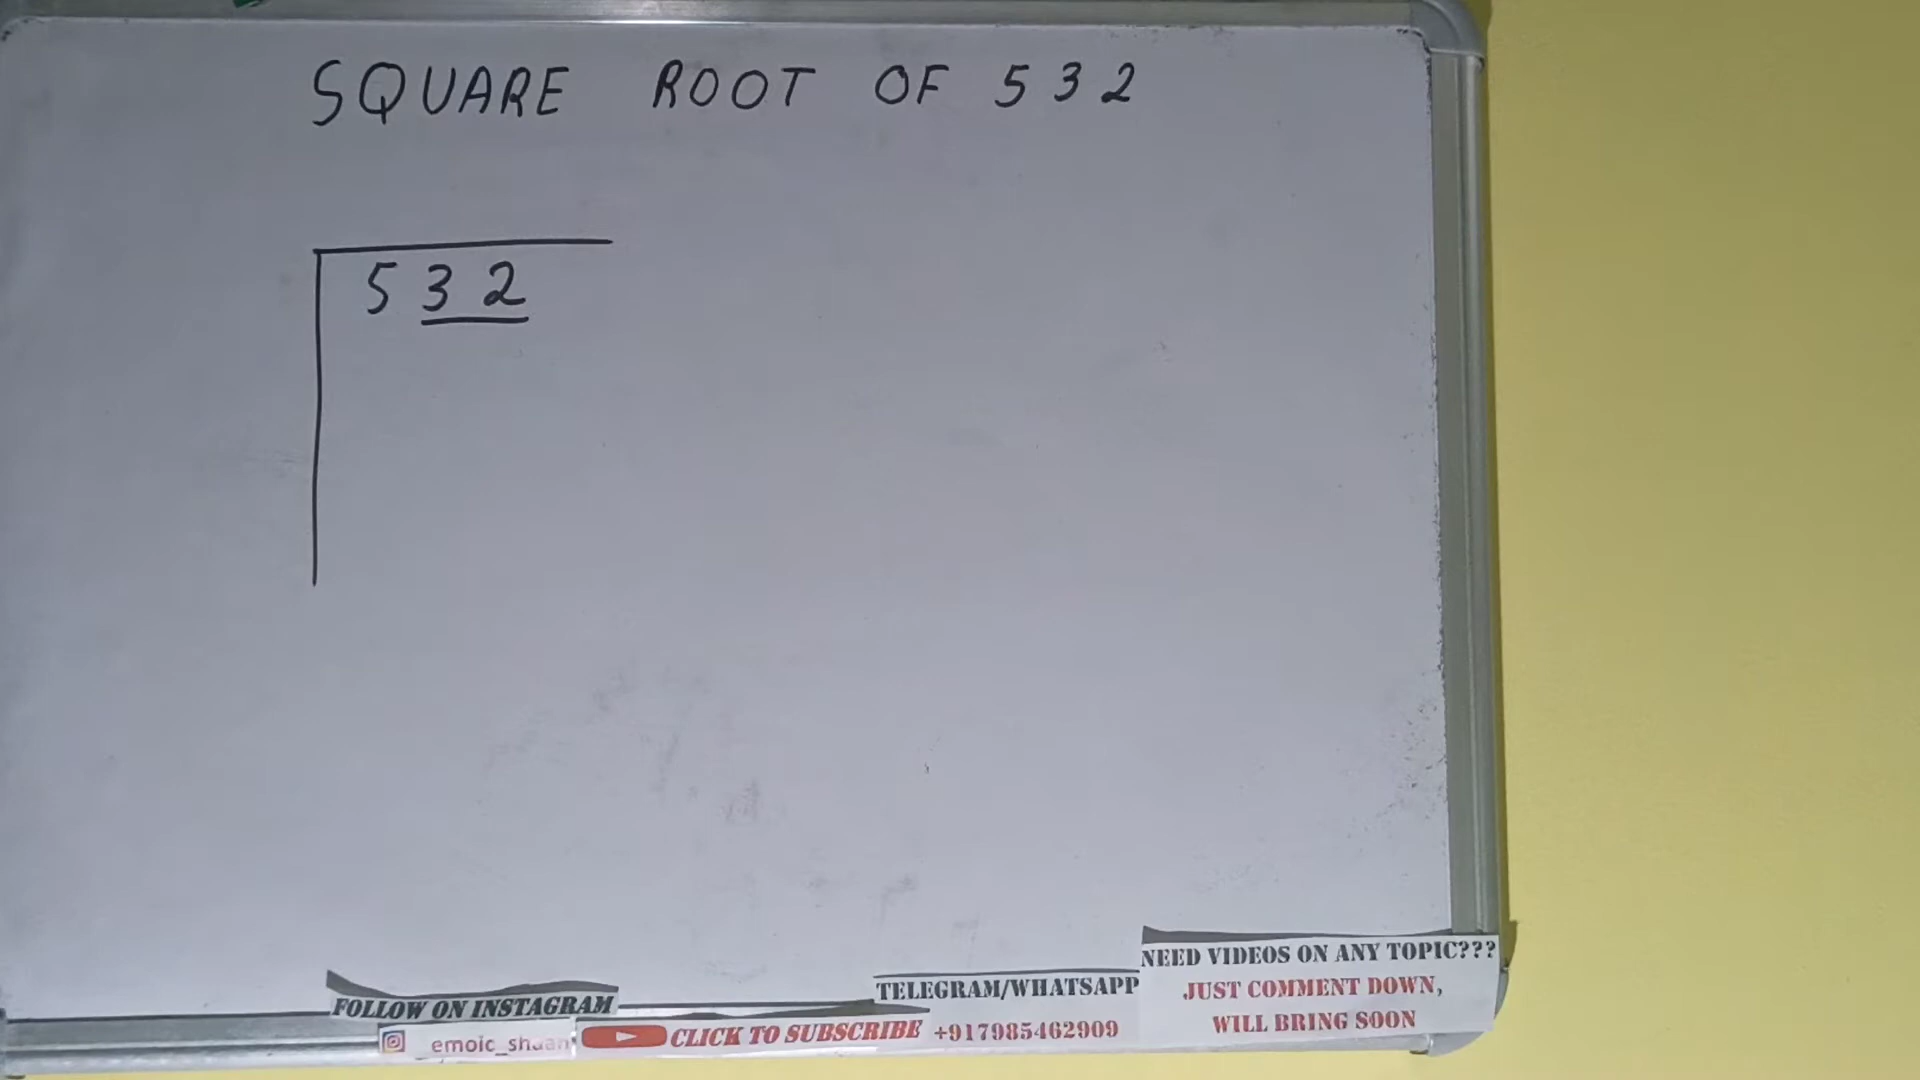 SQUARE ROOT OF 532
532
NEED VIDEOS ON ANY TOPIC???
JUST COMMENT DOWN,
WILL BRING SOON
TELEGRAM/WHATSAPP
+917985462909
FOLLOW ON INSTAGRAM
CLICK TO SUBSCRIBE